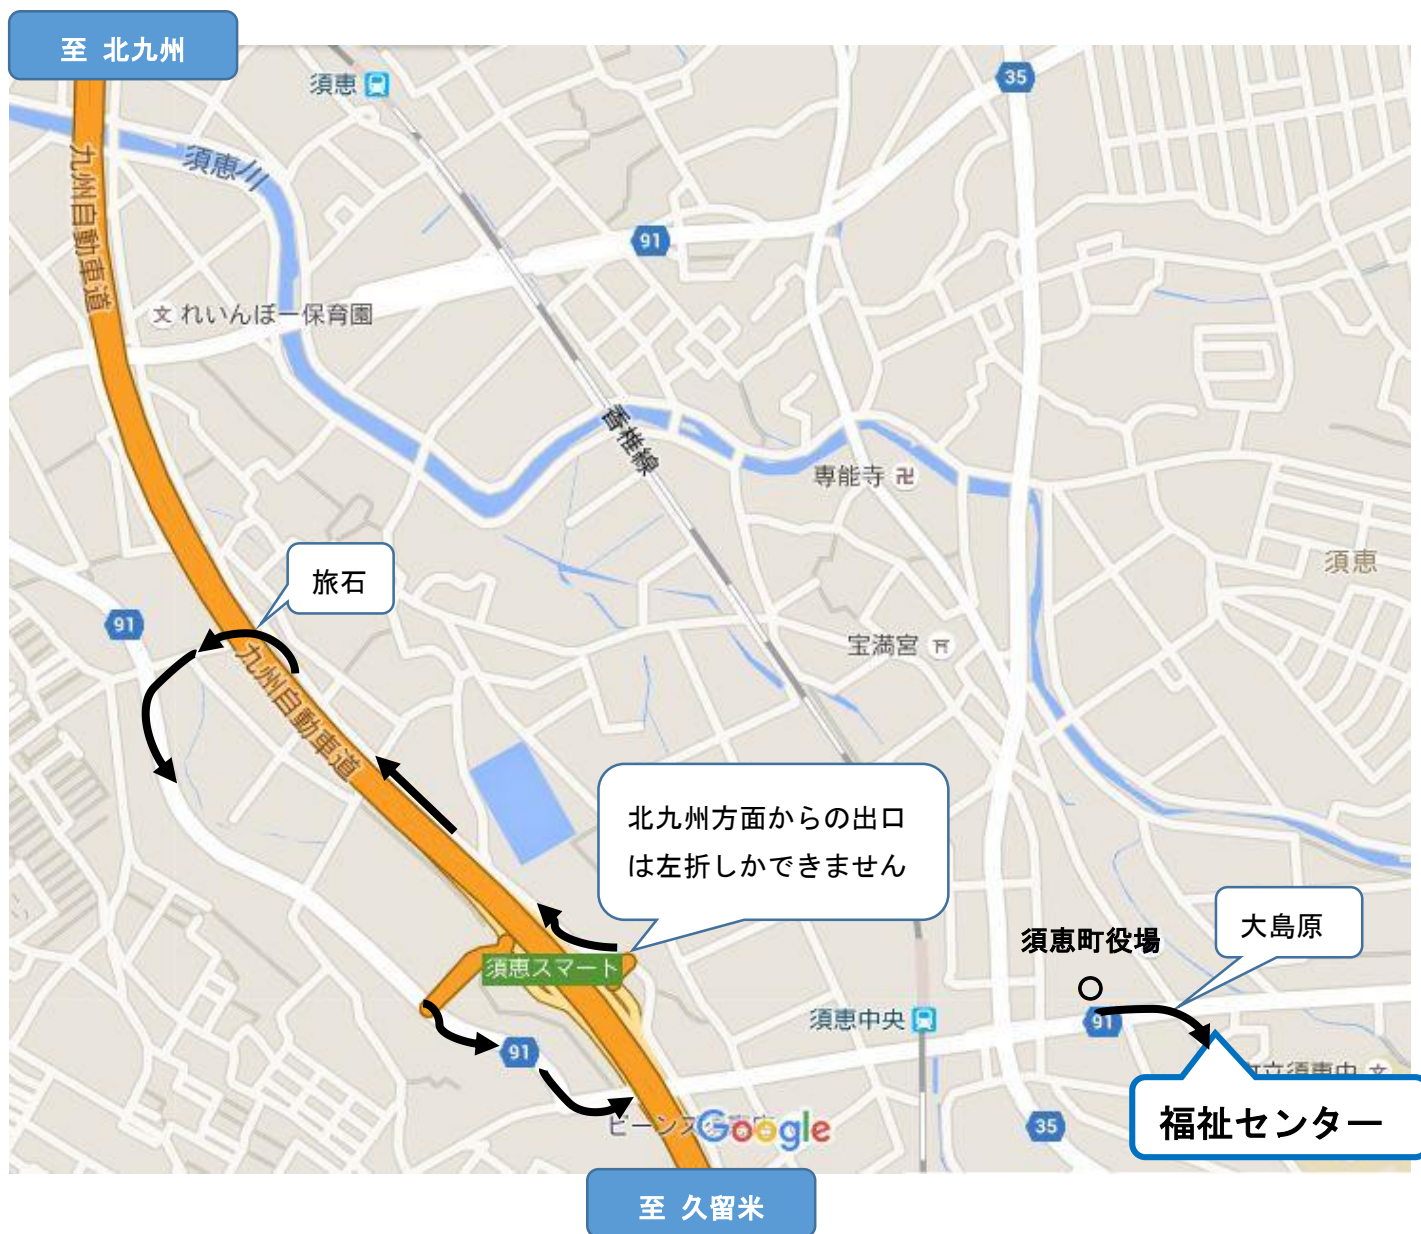 至 北九州
須恵
35
須恵川
九州自動車道
91
れいんぼー保育園
香椎線
専能寺
旅石
須恵
91
宝満宮
九州自動車道
北九州方面からの出口
は左折しかできません
大島原
須恵町役場
須恵スマート
須恵中央
91
91
福祉センター
35
Google
至 久留米